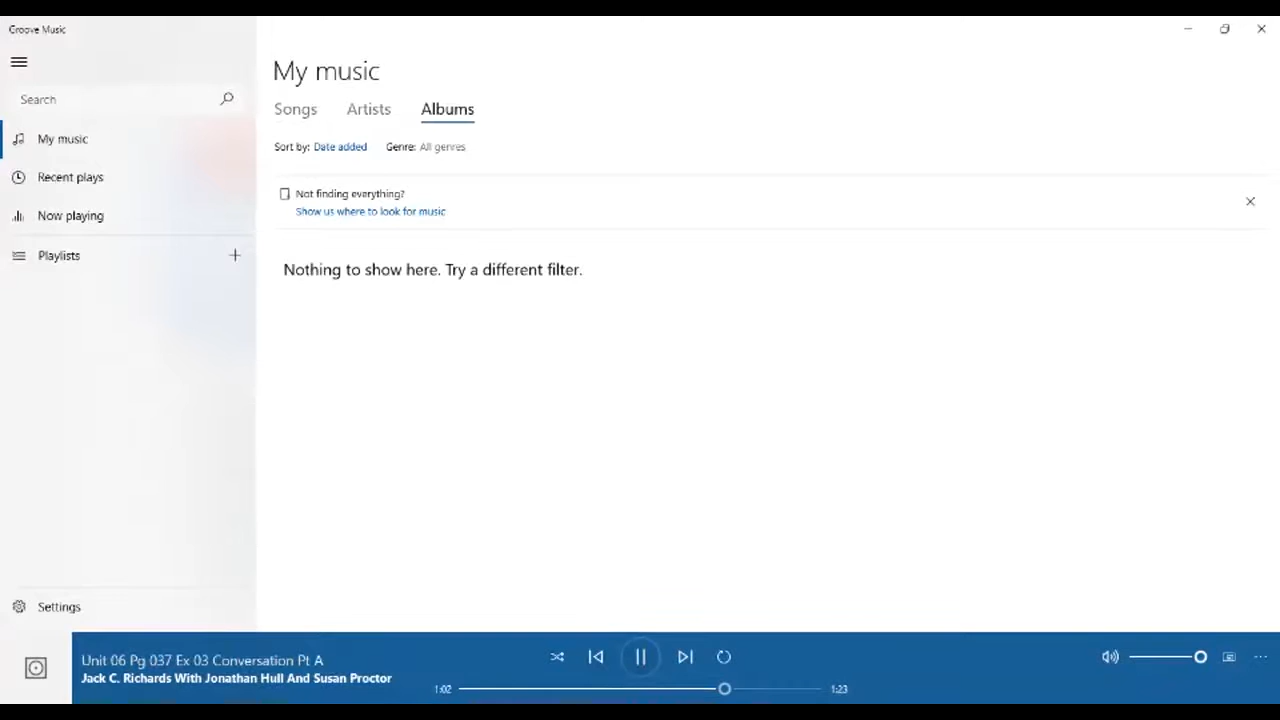 Groove Music
Search
My music
Recent plays
Now playing
Playlists
Settings
My music
Songs Artists Albums
Sort by: Date added Genre: All genres
Not finding everything?
Show us where to look for music
Nothing to show here. Try a different filter.
Unit 06 Pg 037 Ex 03 Conversation Pt A
Jack C. Richards With Jonathan Hull And Susan Proctor
1:02 1:23